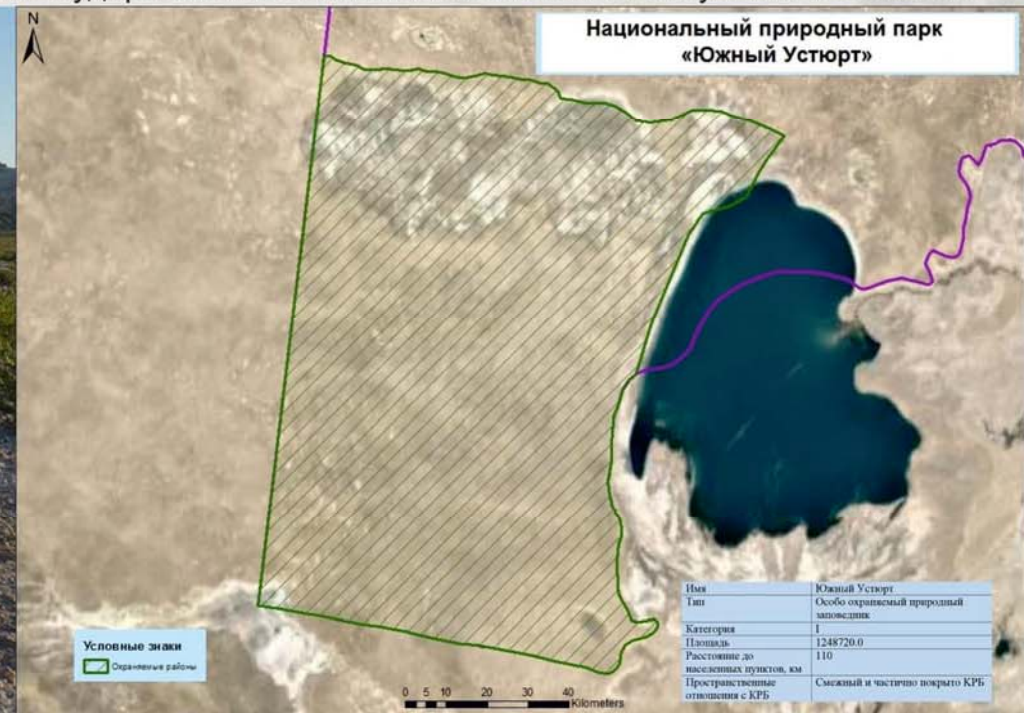 N
Национальный природный парк
«Южный Устюрт»
Имя Южный Устюрт
Тип Особо охраняемый природный
заповедник
Категория I
Площадь 1248720.0
Расстояние до 110
населенных пунктов, км
Пространственные Смежный и частично покрыто КРБ
отношения с КРБ
Условные знаки
Охраняемые районы
0 5 10 20 30 40
Kilometers